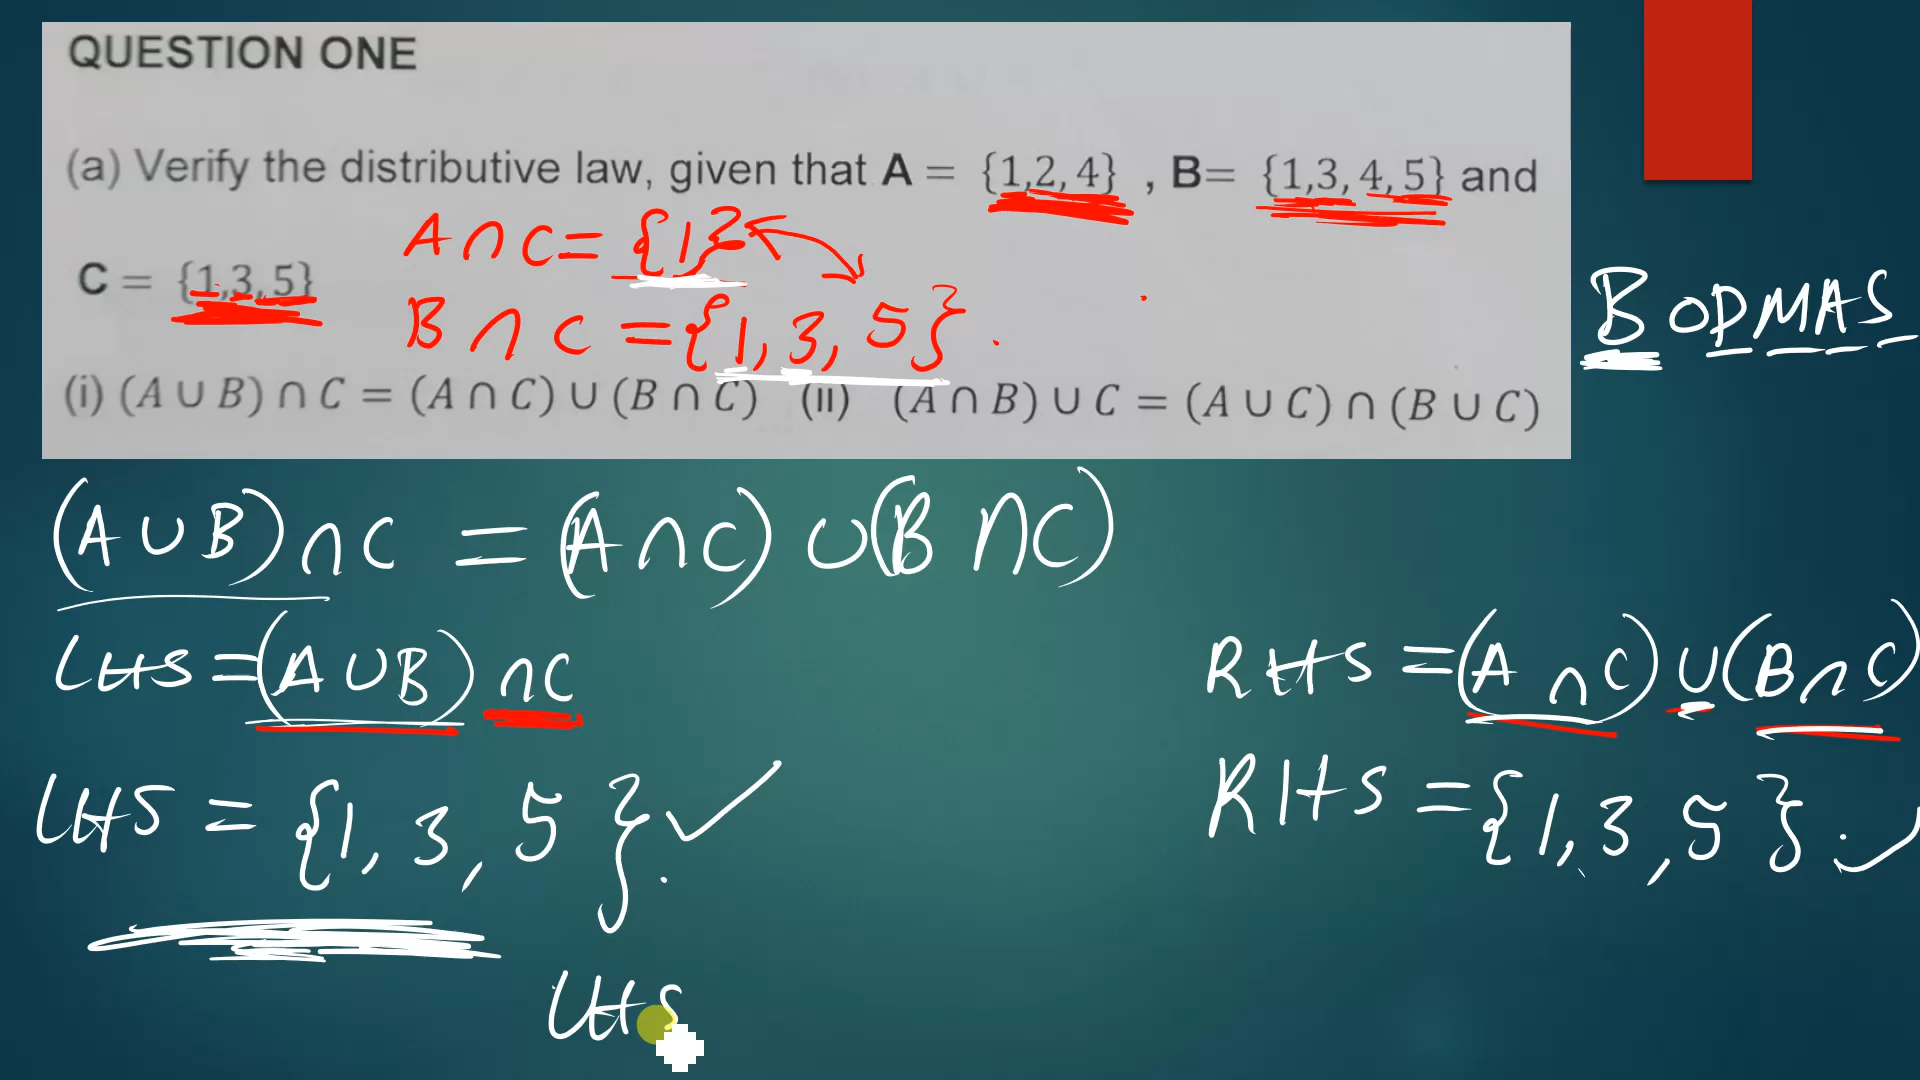 QUESTION ONE
(a) Verify the distributive law, given that A = {1,2,4} , B= {1,3,4,5} and
A∩C= {1}
C = {1,3,5}
B∩C={1,3,5}.
BODMAS
(i) (A ∪ B) ∩ C = (A ∩ C) ∪ (B ∩ C) (ii) (A ∩ B) ∪ C = (A ∪ C) ∩ (B ∪ C)
(A∪B)∩C = (A∩C) ∪(B ∩C)
LHS =(A∪B) ∩C
RHS =(A ∩C) ∪(B∩C)
LHS = {1, 3, 5}.
RHS ={1,3,5}.
LHS